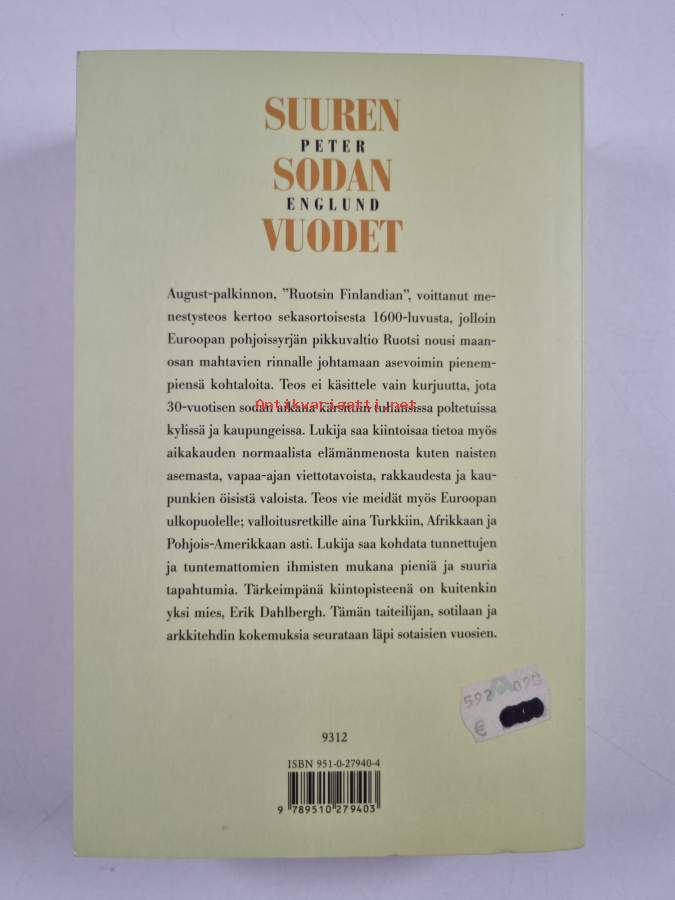 SUUREN
PETER
SODAN
ENGLUND
VUODET
August-palkinnon, ”Ruotsin Finlandian”, voittanut me-
nestysteos kertoo sekasortoisesta 1600-luvusta, jolloin
Euroopan pohjoissyrjän pikkuvaltio Ruotsi nousi maan-
osan mahtavien rinnalle johtamaan asevoimin pienem-
piensä kohtaloita. Teos ei käsittele vain kurjuutta, jota
Antikvariaatti.net
30-vuotisen sodan aikana kärsittiin tuhansissa poltetuissa
kylissä ja kaupungeissa. Lukija saa kiintoisaa tietoa myös
aikakauden normaalista elämänmenosta kuten naisten
asemasta, vapaa-ajan viettotavoista, rakkaudesta ja kau-
punkien öisistä valoista. Teos vie meidät myös Euroopan
ulkopuolelle; valloitusretkille aina Turkkiin, Afrikkaan ja
Pohjois-Amerikkaan asti. Lukija saa kohdata tunnettujen
ja tuntemattomien ihmisten mukana pieniä ja suuria
tapahtumia. Tärkeimpänä kiintopisteenä on kuitenkin
yksi mies, Erik Dahlbergh. Tämän taiteilijan, sotilaan ja
arkkitehdin kokemuksia seurataan läpi sotaisien vuosien.
€
9312
ISBN 951-0-27940-4
9 789510 279403